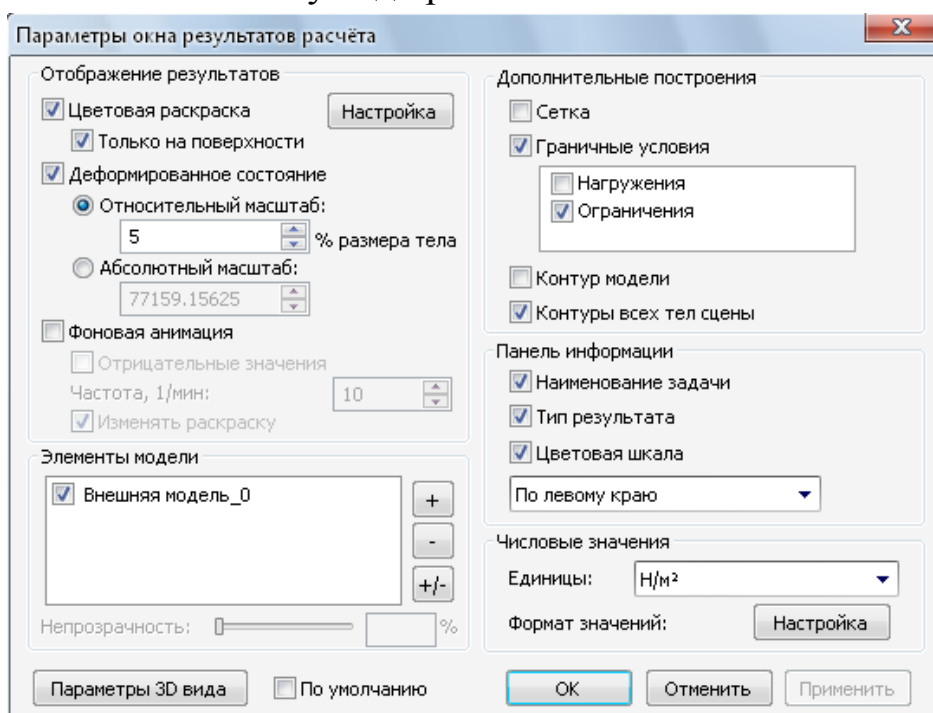 Параметры окна результатов расчёта
Отображение результатов
Цветовая раскраска
Настройка
Только на поверхности
Деформированное состояние
Относительный масштаб:
5
% размера тела
Абсолютный масштаб:
77159.15625
Фоновая анимация
Отрицательные значения
Частота, 1/мин:
10
Изменять раскраску
Элементы модели
Внешняя модель_0
+
-
+/-
Непрозрачность:
%
Дополнительные построения
Сетка
Граничные условия
Нагружения
Ограничения
Контур модели
Контуры всех тел сцены
Панель информации
Наименование задачи
Тип результата
Цветовая шкала
По левому краю
Числовые значения
Единицы:
Н/м²
Формат значений:
Настройка
Параметры 3D вида
По умолчанию
ОК
Отменить
Применить